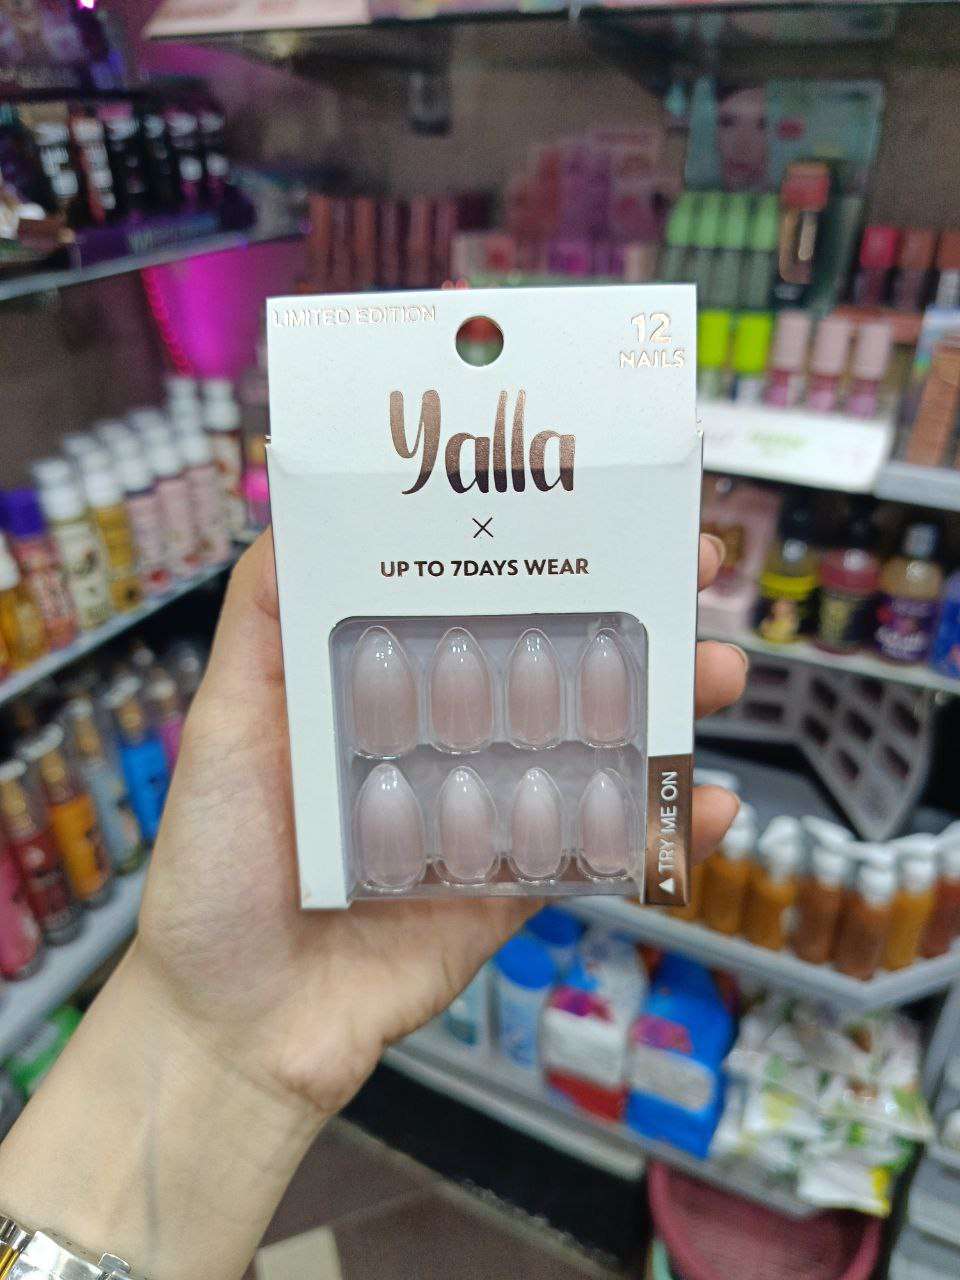 LIMITED EDITION
12
NAILS
Yalla
×
UP TO 7DAYS WEAR
▲ TRY ME ON